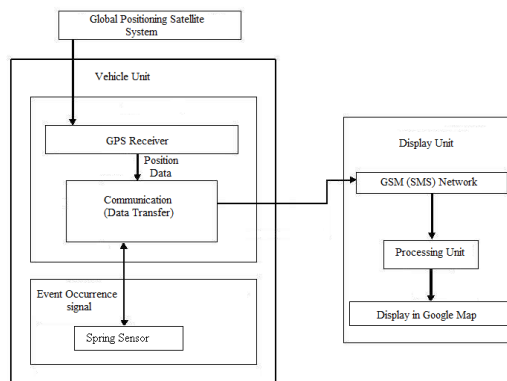 Global Positioning Satellite
System
Vehicle Unit
GPS Receiver
Position
Data
Communication
(Data Transfer)
Event Occurrence
signal
Spring Sensor
Display Unit
GSM (SMS) Network
Processing Unit
Display in Google Map